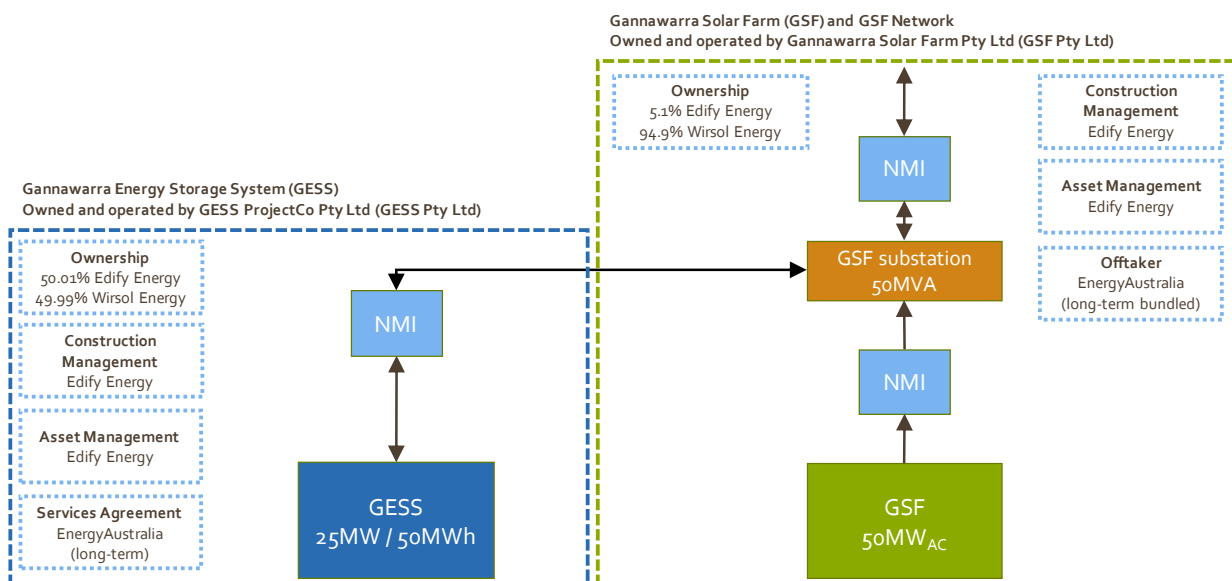 Gannawarra Solar Farm (GSF) and GSF Network
Owned and operated by Gannawarra Solar Farm Pty Ltd (GSF Pty Ltd)
Ownership
5.1% Edify Energy
94.9% Wirsol Energy
NMI
Construction
Management
Edify Energy
Asset Management
Edify Energy
GSF substation
50MVA
Offtaker
EnergyAustralia
(long-term bundled)
NMI
GSF
50MWAC
Gannawarra Energy Storage System (GESS)
Owned and operated by GESS ProjectCo Pty Ltd (GESS Pty Ltd)
Ownership
50.01% Edify Energy
49.99% Wirsol Energy
NMI
Construction
Management
Edify Energy
Asset Management
Edify Energy
Services Agreement
EnergyAustralia
(long-term)
GESS
25MW / 50MWh